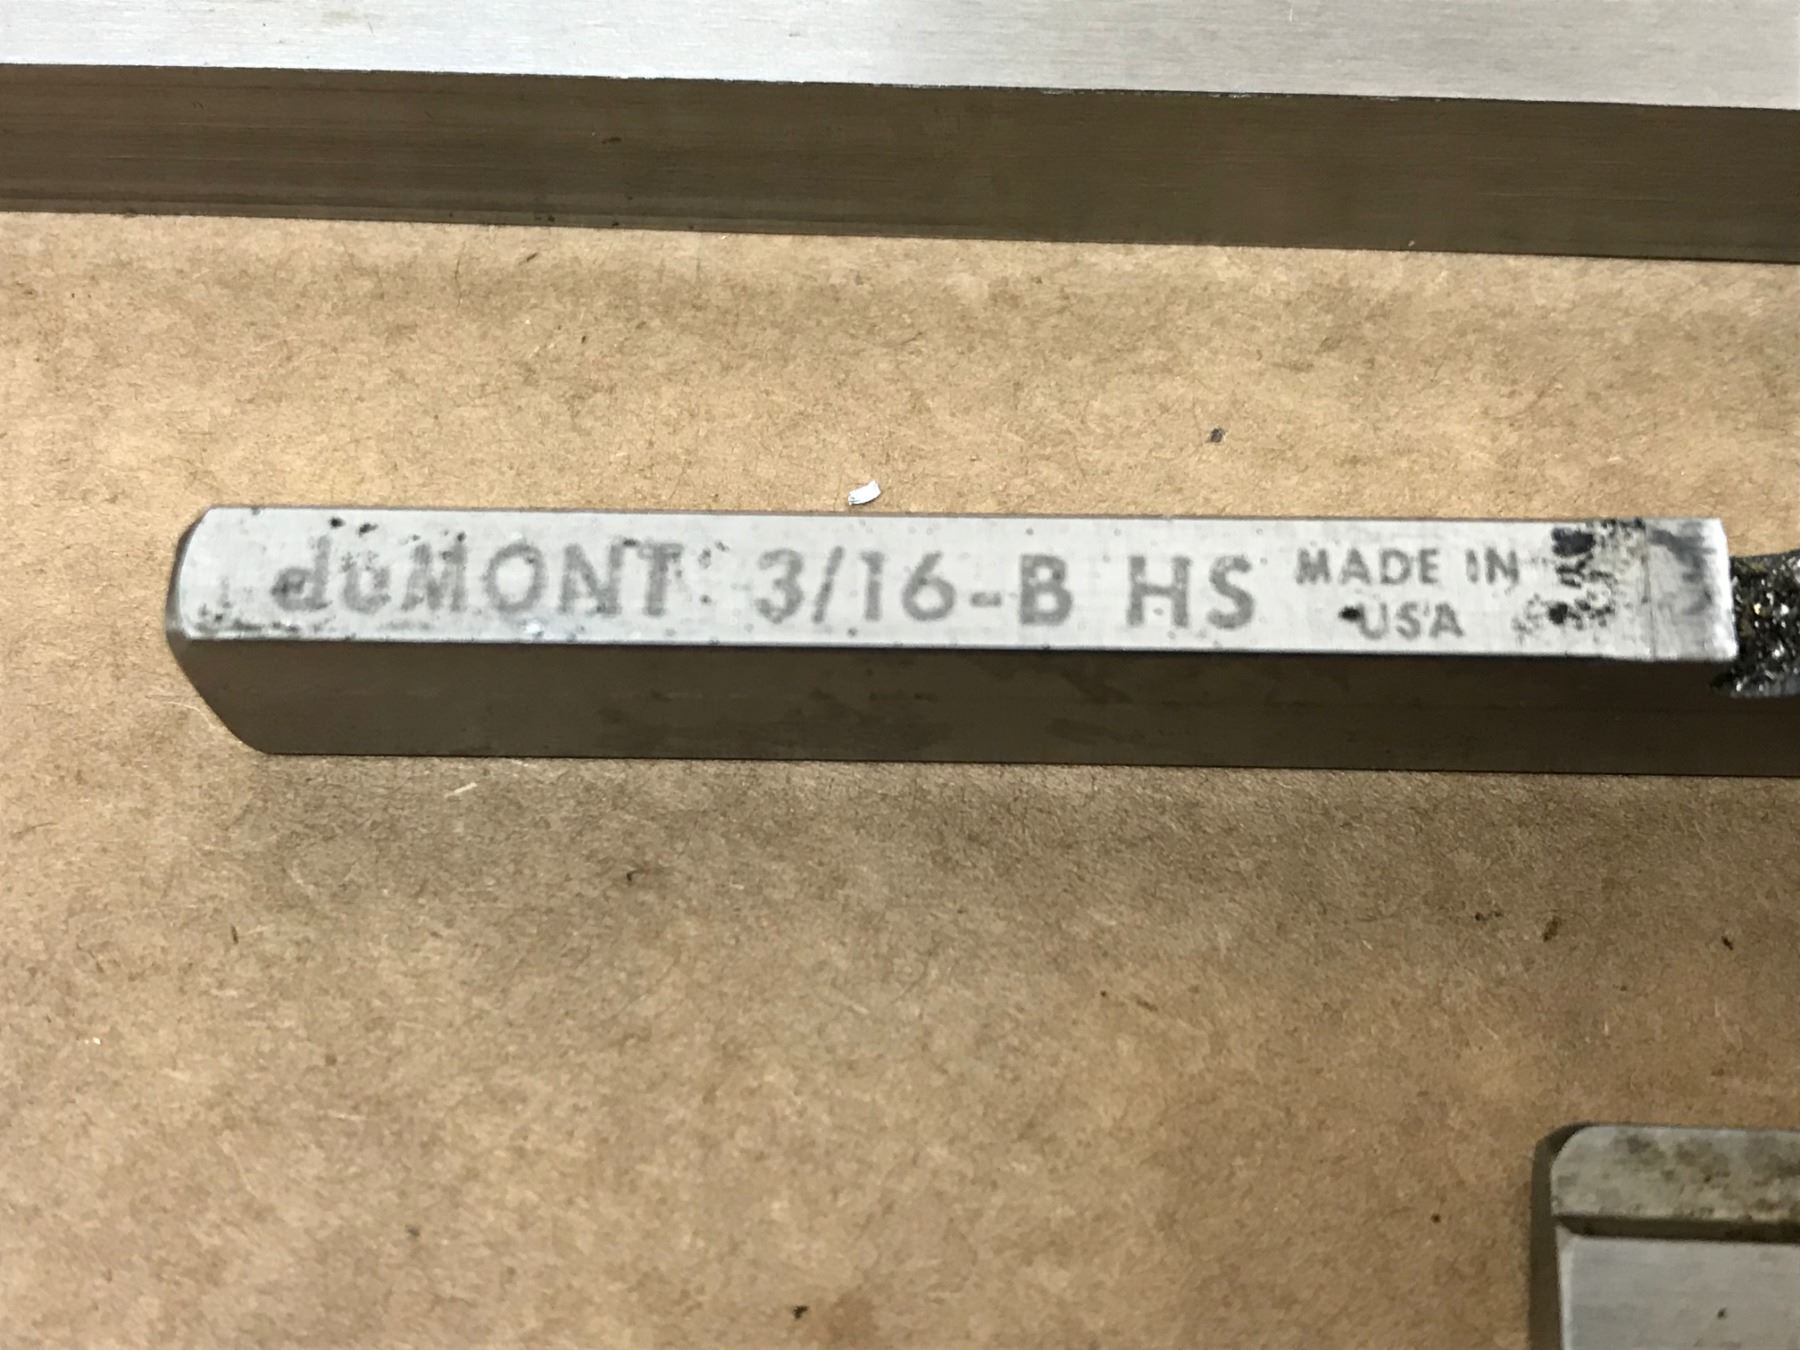 duMONT 3/16-B HS MADE IN
USA